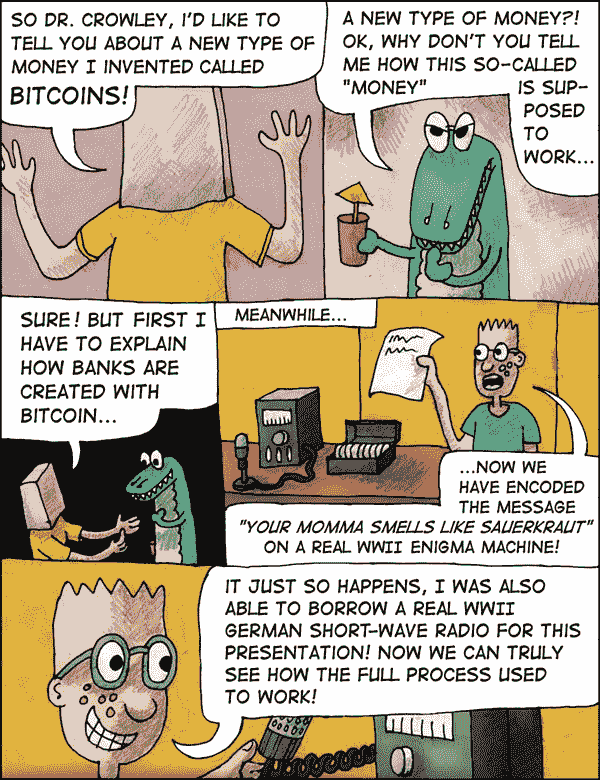 SO DR. CROWLEY, I'D LIKE TO
TELL YOU ABOUT A NEW TYPE OF
MONEY I INVENTED CALLED
BITCOINS!
A NEW TYPE OF MONEY?!
OK, WHY DON'T YOU TELL
ME HOW THIS SO-CALLED
"MONEY" IS SUP-
POSED
TO
WORK...
SURE! BUT FIRST I
HAVE TO EXPLAIN
HOW BANKS ARE
CREATED WITH
BITCOIN...
MEANWHILE...
...NOW WE
HAVE ENCODED
THE MESSAGE
"YOUR MOMMA SMELLS LIKE SAUERKRAUT"
ON A REAL WWII ENIGMA MACHINE!
IT JUST SO HAPPENS, I WAS ALSO
ABLE TO BORROW A REAL WWII
GERMAN SHORT-WAVE RADIO FOR THIS
PRESENTATION! NOW WE CAN TRULY
SEE HOW THE FULL PROCESS USED
TO WORK!